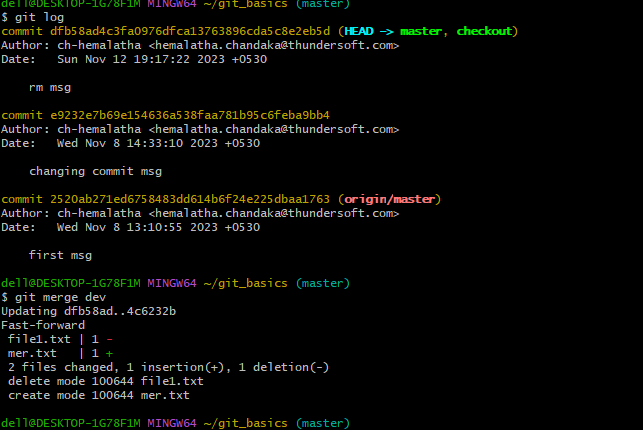 dell@DESKTOP-1G78F1M MINGW64 ~/git_basics (master)
$ git log
commit dfb58ad4c3fa0976dfca13763896cda5c8e2eb5d (HEAD -> master, checkout)
Author: ch-hemalatha <hemalatha.chandaka@thundersoft.com>
Date:   Sun Nov 12 19:17:22 2023 +0530

    rm msg

commit e9232e7b69e154636a538faa781b95c6feba9bb4
Author: ch-hemalatha <hemalatha.chandaka@thundersoft.com>
Date:   Wed Nov 8 14:33:10 2023 +0530

    changing commit msg

commit 2520ab271ed6758483dd614b6f24e225dbaa1763 (origin/master)
Author: ch-hemalatha <hemalatha.chandaka@thundersoft.com>
Date:   Wed Nov 8 13:10:55 2023 +0530

    first msg

dell@DESKTOP-1G78F1M MINGW64 ~/git_basics (master)
$ git merge dev
Updating dfb58ad..4c6232b
Fast-forward
 file1.txt | 1 -
 mer.txt   | 1 +
 2 files changed, 1 insertion(+), 1 deletion(-)
 delete mode 100644 file1.txt
 create mode 100644 mer.txt

dell@DESKTOP-1G78F1M MINGW64 ~/git_basics (master)